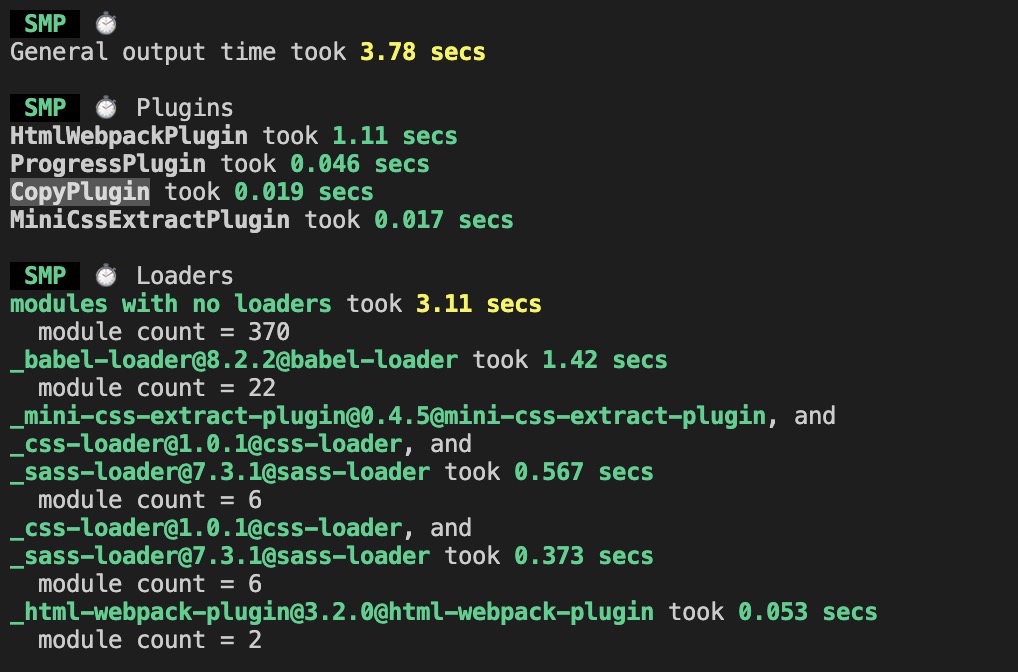 SMP ⏱
General output time took 3.78 secs
SMP ⏱ Plugins
HtmlWebpackPlugin took 1.11 secs
ProgressPlugin took 0.046 secs
CopyPlugin took 0.019 secs
MiniCssExtractPlugin took 0.017 secs
SMP ⏱ Loaders
modules with no loaders took 3.11 secs
module count = 370
_babel-loader@8.2.2@babel-loader took 1.42 secs
module count = 22
_mini-css-extract-plugin@0.4.5@mini-css-extract-plugin, and
_css-loader@1.0.1@css-loader, and
_sass-loader@7.3.1@sass-loader took 0.567 secs
module count = 6
_css-loader@1.0.1@css-loader, and
_sass-loader@7.3.1@sass-loader took 0.373 secs
module count = 6
_html-webpack-plugin@3.2.0@html-webpack-plugin took 0.053 secs
module count = 2